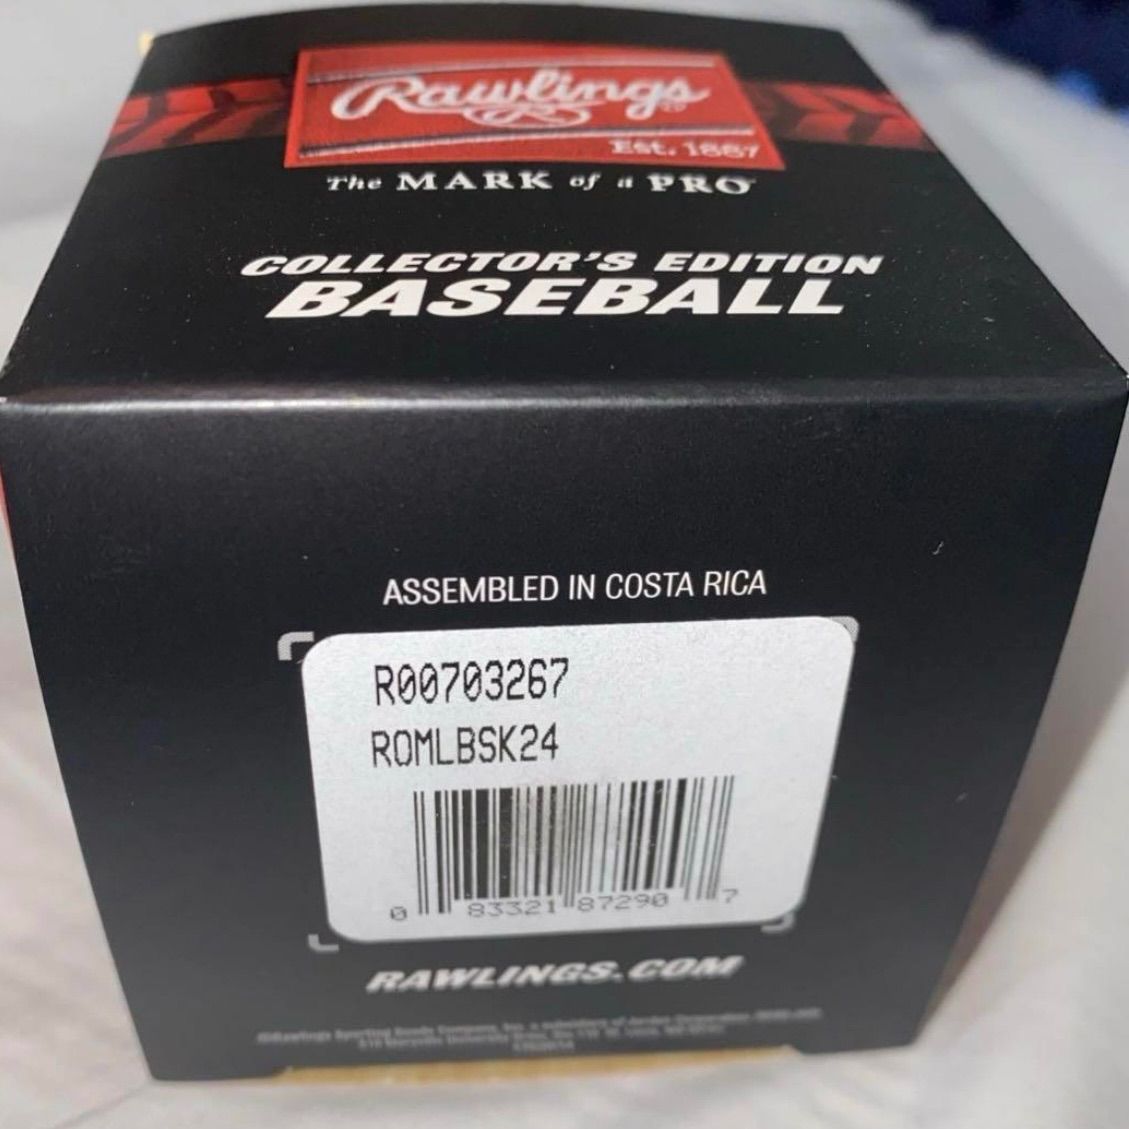 Rawlings
Est. 1887
The MARK of a PRO
COLLECTOR'S EDITION
BASEBALL
ASSEMBLED IN COSTA RICA
R00703267
ROMLBSK24
0 83321 87290 7
RAWLINGS.COM